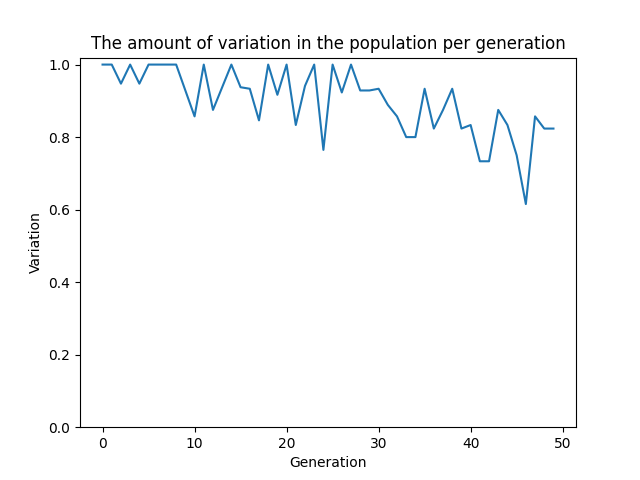 The amount of variation in the population per generation
1.0
0.8
0.6
0.4
0.2
0.0
Variation
0 10 20 30 40 50
Generation